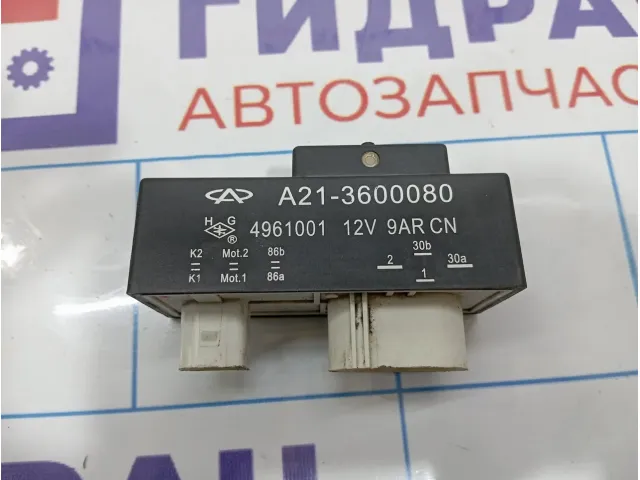 ГИДРА
АВТОЗАПЧАС
A21-3600080
H G
4961001 12V 9AR CN
®
K2 Mot.2 86b 30b
2 30a
K1 Mot.1 86a 1